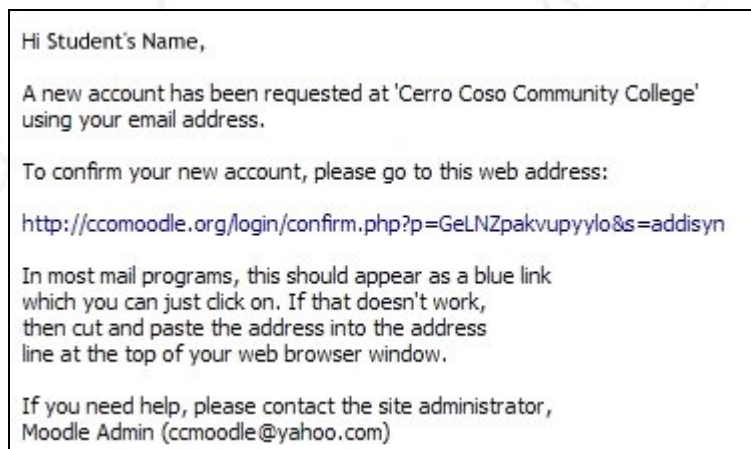 Hi Student's Name,
A new account has been requested at 'Cerro Coso Community College'
using your email address.
To confirm your new account, please go to this web address:
http://ccomoodle.org/login/confirm.php?p=GeLNZpakvupyylo&s=addisyn
In most mail programs, this should appear as a blue link
which you can just click on. If that doesn't work,
then cut and paste the address into the address
line at the top of your web browser window.
If you need help, please contact the site administrator,
Moodle Admin (ccmoodle@yahoo.com)